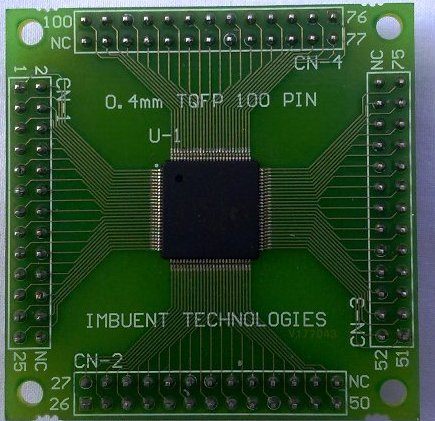 100 76
NC 77
CN-4
1 2 NC 75
CN-1
0.4mm TQFP 100 PIN
U-1
IMBUENT TECHNOLOGIES
CN-3
25 NC 52 51
CN-2
27 NC
26 50